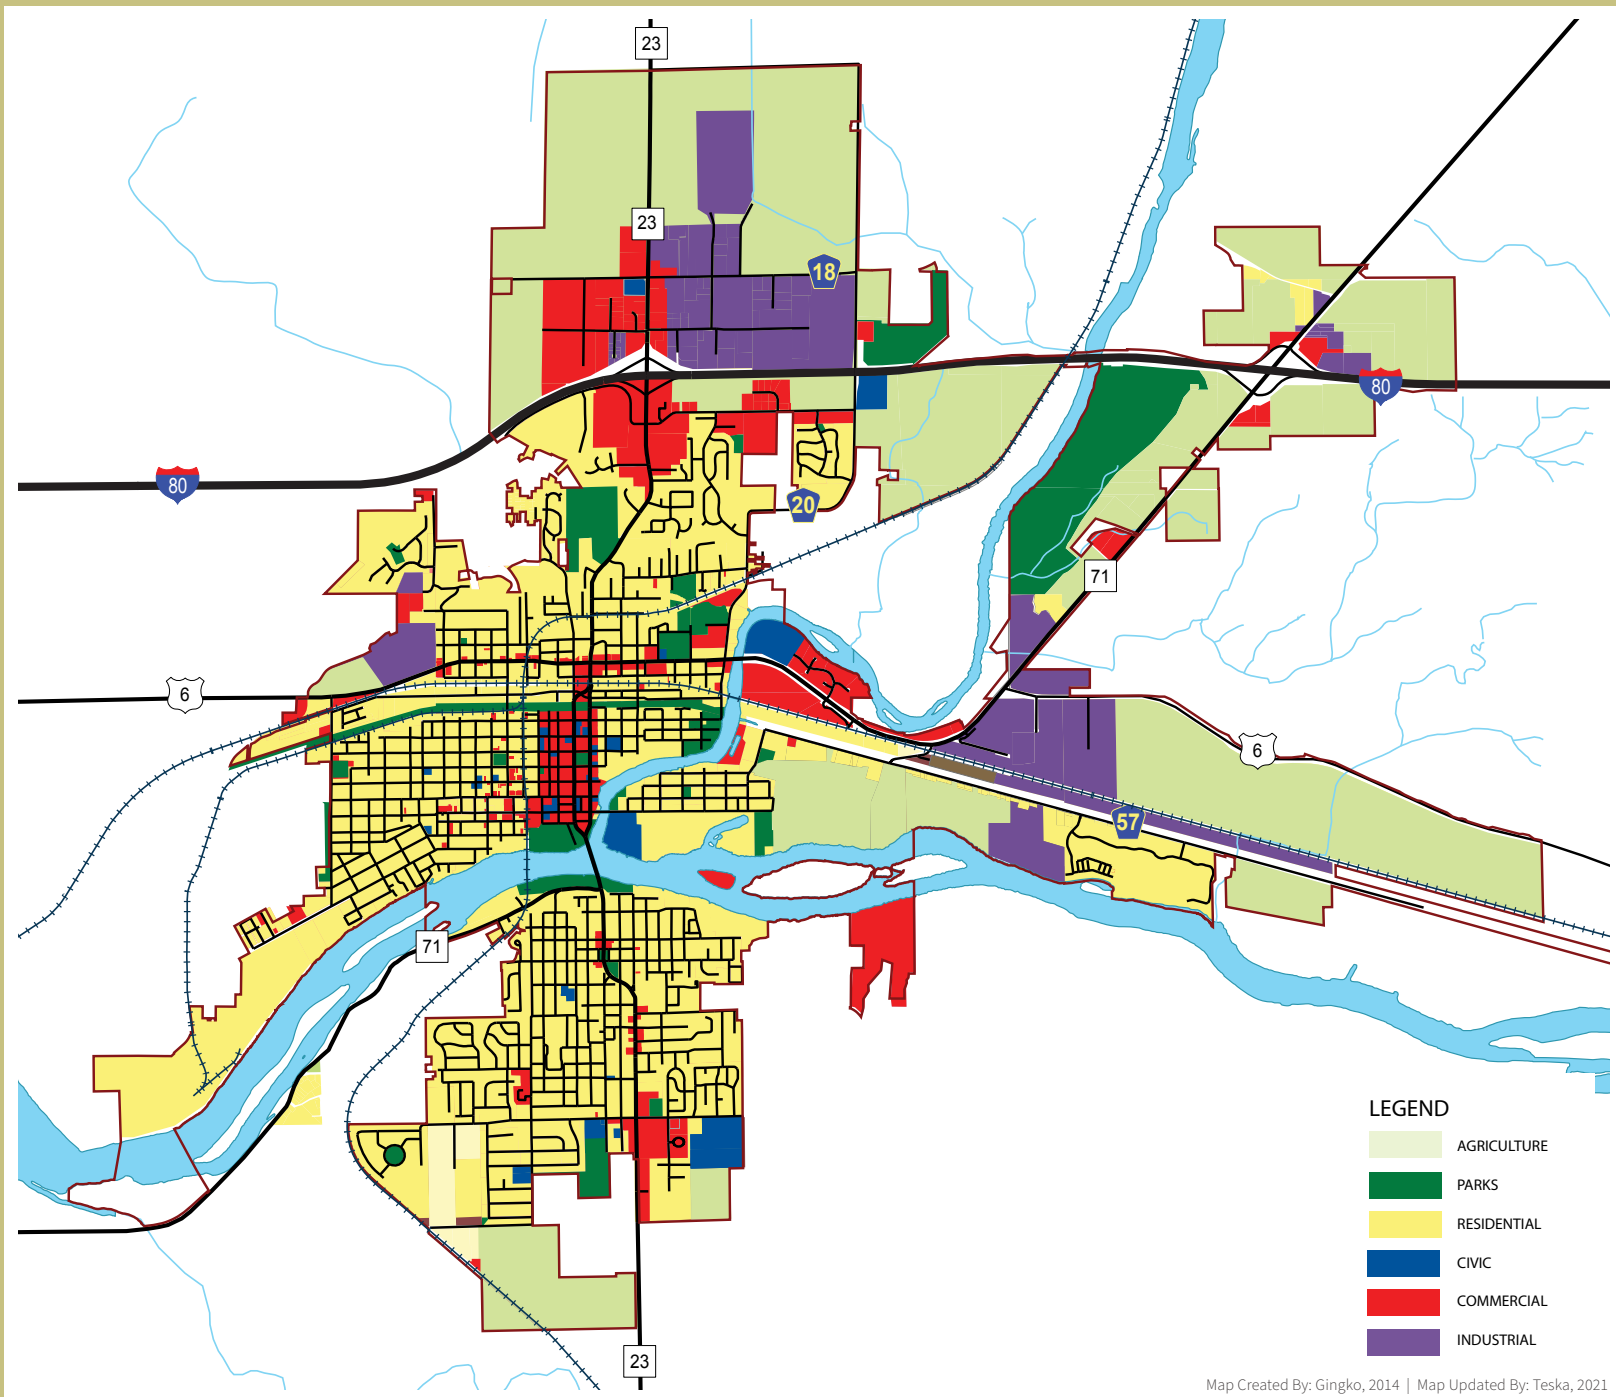 23
23
18
80
80
20
71
6
6
57
71
23
LEGEND
AGRICULTURE
PARKS
RESIDENTIAL
CIVIC
COMMERCIAL
INDUSTRIAL
Map Created By: Gingko, 2014 | Map Updated By: Teska, 2021